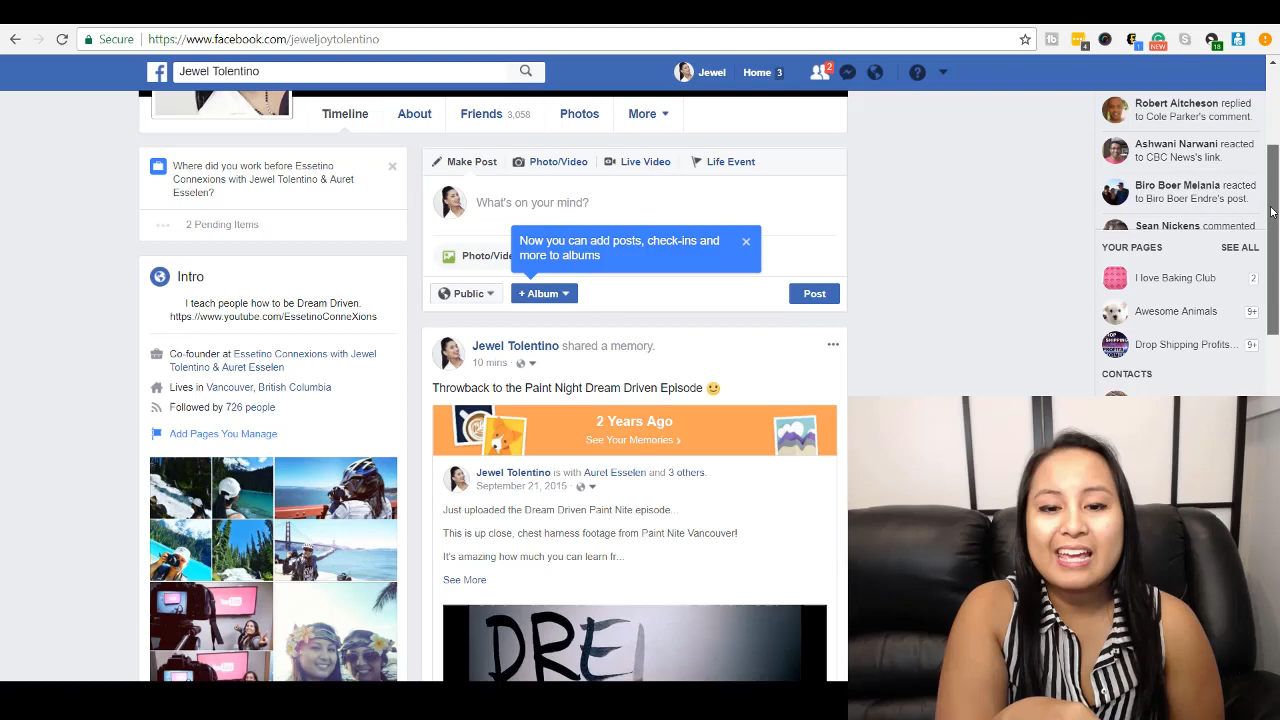 Secure
https://www.facebook.com/jeweljoytolentino
4
1
NEW
18
Jewel Tolentino
Jewel
Home 3
2
Timeline
About
Friends 3,058
Photos
More
Where did you work before Essetino
Connexions with Jewel Tolentino & Auret
Esselen?
2 Pending Items
Intro
I teach people how to be Dream Driven.
https://www.youtube.com/EssetinoConneXions
Co-founder at Essetino Connexions with Jewel
Tolentino & Auret Esselen
Lives in Vancouver, British Columbia
Followed by 726 people
Add Pages You Manage
Make Post
Photo/Video
Live Video
Life Event
What's on your mind?
Now you can add posts, check-ins and
more to albums
Photo/Vide
Public
+ Album
Post
Jewel Tolentino shared a memory.
10 mins
Throwback to the Paint Night Dream Driven Episode
2 Years Ago
See Your Memories
Jewel Tolentino is with Auret Esselen and 3 others.
September 21, 2015
Just uploaded the Dream Driven Paint Nite episode...
This is up close, chest harness footage from Paint Nite Vancouver!
It's amazing how much you can learn fr...
See More
DRE
Robert Altcheson replied
to Cole Parker's comment.
Ashwani Narwani reacted
to CBC News's link.
Biro Boer Melania reacted
to Biro Boer Endre's post.
Sean Nickens commented
YOUR PAGES
SEE ALL
I love Baking Club
2
Awesome Animals
9+
Drop Shipping Profits...
9+
CONTACTS